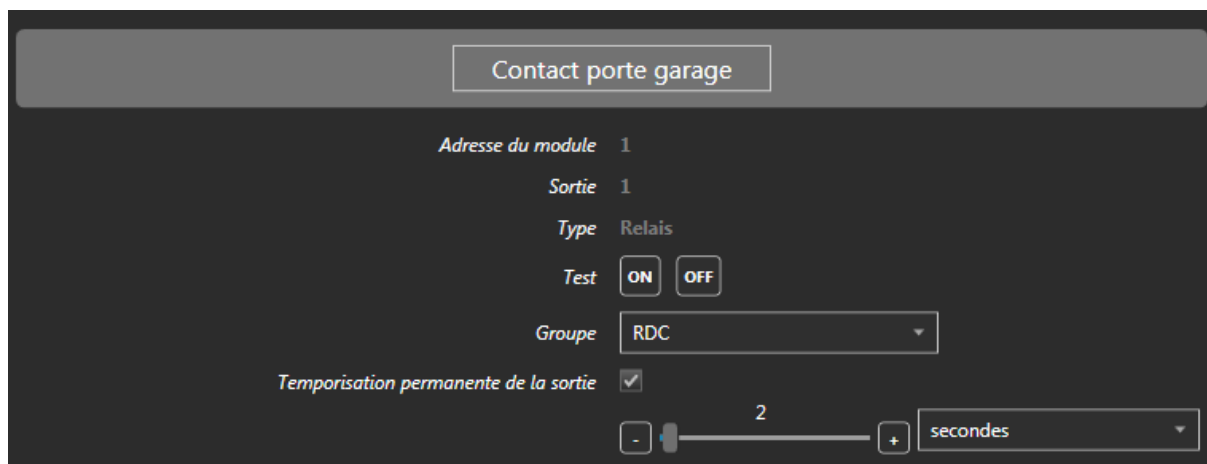 Contact porte garage
Adresse du module 1
Sortie 1
Type Relais
Test ON OFF
Groupe RDC
Temporisation permanente de la sortie
2
- + secondes